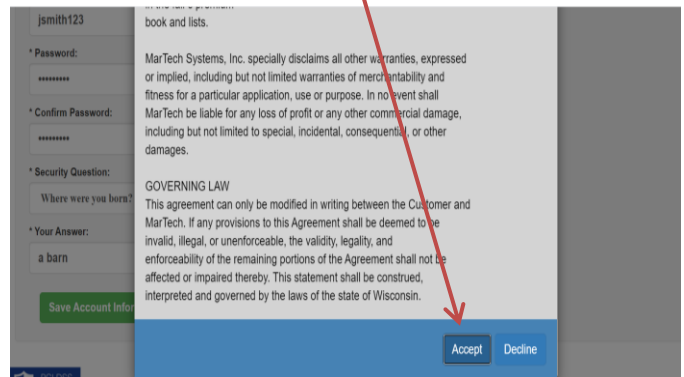 jsmith123
* Password:
* Confirm Password:
* Security Question:
Where were you born?
* Your Answer:
a barn
Save Account Infor
book and lists.
MarTech Systems, Inc. specially disclaims all other warranties, expressed
or implied, including but not limited warranties of merchantability and
fitness for a particular application, use or purpose. In no event shall
MarTech be liable for any loss of profit or any other commercial damage,
including but not limited to special, incidental, consequential, or other
damages.
GOVERNING LAW
This agreement can only be modified in writing between the Customer and
MarTech. If any provisions to this Agreement shall be deemed to be
invalid, illegal, or unenforceable, the validity, legality, and
enforceability of the remaining portions of the Agreement shall not be
affected or impaired thereby. This statement shall be construed,
interpreted and governed by the laws of the state of Wisconsin.
Accept Decline